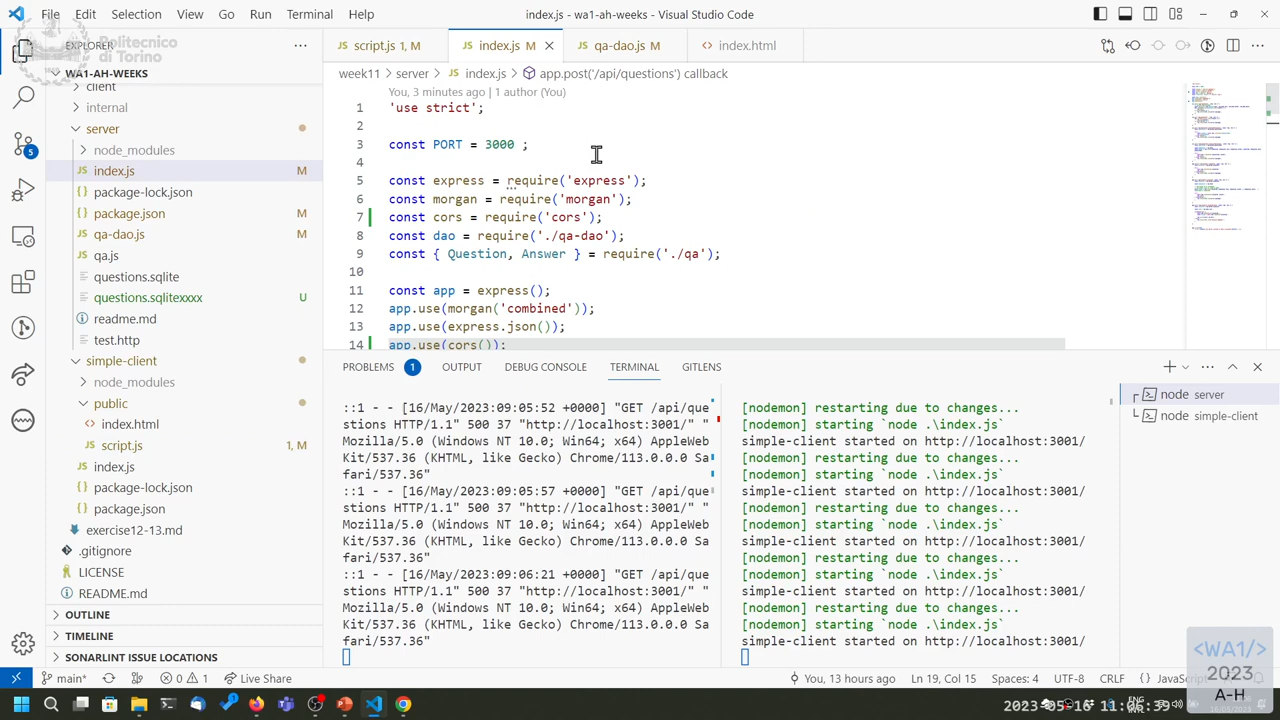 File Edit Selection View Go Run Terminal Help
index.js - wa1-ah-weeks - Visual Studio Code
Politecnico
di Torino
EXPLORER
script.js 1, M
index.js M
qa-dao.js M
index.html
WA1-AH-WEEKS
week11 > server > index.js > app.post('/api/questions') callback
client
internal
server
node_modules
index.js M
package-lock.json
package.json M
qa-dao.js M
qa.js
questions.sqlite
questions.sqlitexxxx U
readme.md
test.http
simple-client
node_modules
public
index.html
script.js 1, M
index.js
package-lock.json
package.json
exercise12-13.md
.gitignore
LICENSE
README.md
OUTLINE
TIMELINE
SONARLINT ISSUE LOCATIONS
You, 3 minutes ago | 1 author (You)
1 'use strict';
2
3 const PORT = 3000 ;
5 const express = require('express');
6 const morgan = require('morgan');
7 const cors = require('cors');
8 const dao = require('./qa-dao');
9 const { Question, Answer } = require('./qa');
10
11 const app = express();
12 app.use(morgan('combined'));
13 app.use(express.json());
14 app.use(cors());
PROBLEMS 1 OUTPUT DEBUG CONSOLE TERMINAL GITLENS
::1 - - [16/May/2023:09:05:52 +0000] "GET /api/que
stions HTTP/1.1" 500 37 "http://localhost:3001/" "
Mozilla/5.0 (Windows NT 10.0; Win64; x64) AppleWeb
Kit/537.36 (KHTML, like Gecko) Chrome/113.0.0.0 Sa
fari/537.36"
::1 - - [16/May/2023:09:05:57 +0000] "GET /api/que
stions HTTP/1.1" 500 37 "http://localhost:3001/" "
Mozilla/5.0 (Windows NT 10.0; Win64; x64) AppleWeb
Kit/537.36 (KHTML, like Gecko) Chrome/113.0.0.0 Sa
fari/537.36"
::1 - - [16/May/2023:09:06:21 +0000] "GET /api/que
stions HTTP/1.1" 500 37 "http://localhost:3001/" "
Mozilla/5.0 (Windows NT 10.0; Win64; x64) AppleWeb
Kit/537.36 (KHTML, like Gecko) Chrome/113.0.0.0 Sa
fari/537.36"
[nodemon] restarting due to changes...
[nodemon] starting `node .\index.js`
simple-client started on http://localhost:3001/
[nodemon] restarting due to changes...
[nodemon] starting `node .\index.js`
simple-client started on http://localhost:3001/
[nodemon] restarting due to changes...
[nodemon] starting `node .\index.js`
simple-client started on http://localhost:3001/
[nodemon] restarting due to changes...
[nodemon] starting `node .\index.js`
simple-client started on http://localhost:3001/
[nodemon] restarting due to changes...
[nodemon] starting `node .\index.js`
simple-client started on http://localhost:3001/
node server
node simple-client
5
<WA1/>
2023
A-H
main* 0 1 Live Share
You, 13 hours ago Ln 19, Col 15 Spaces: 4 UTF-8 CRLF
ENG